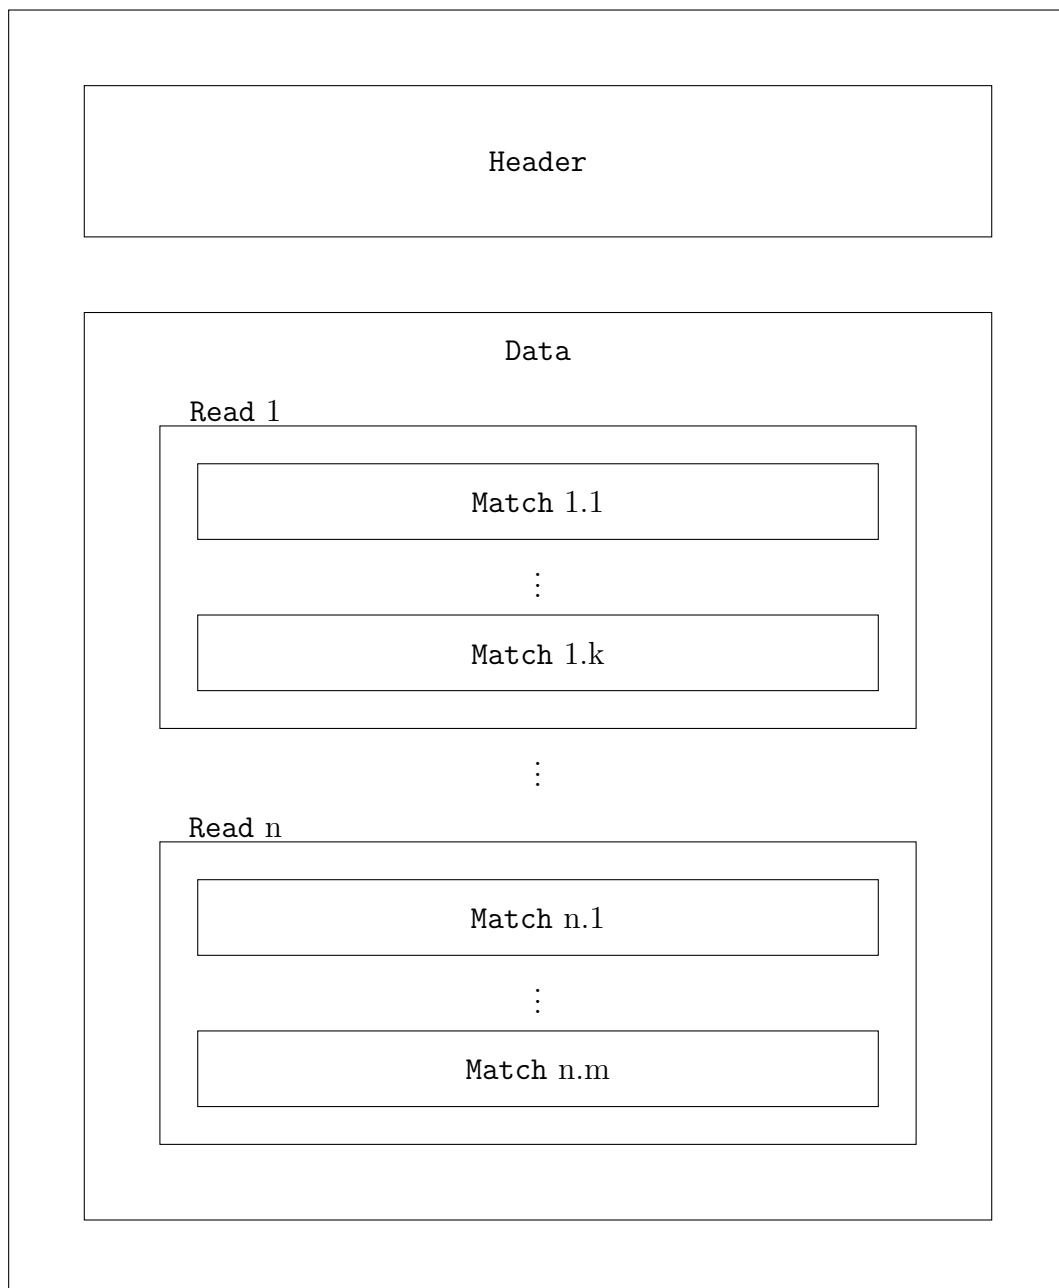 Header
Data
Read 1
Match 1.1
⋮
Match 1.k
⋮
Read n
Match n.1
⋮
Match n.m